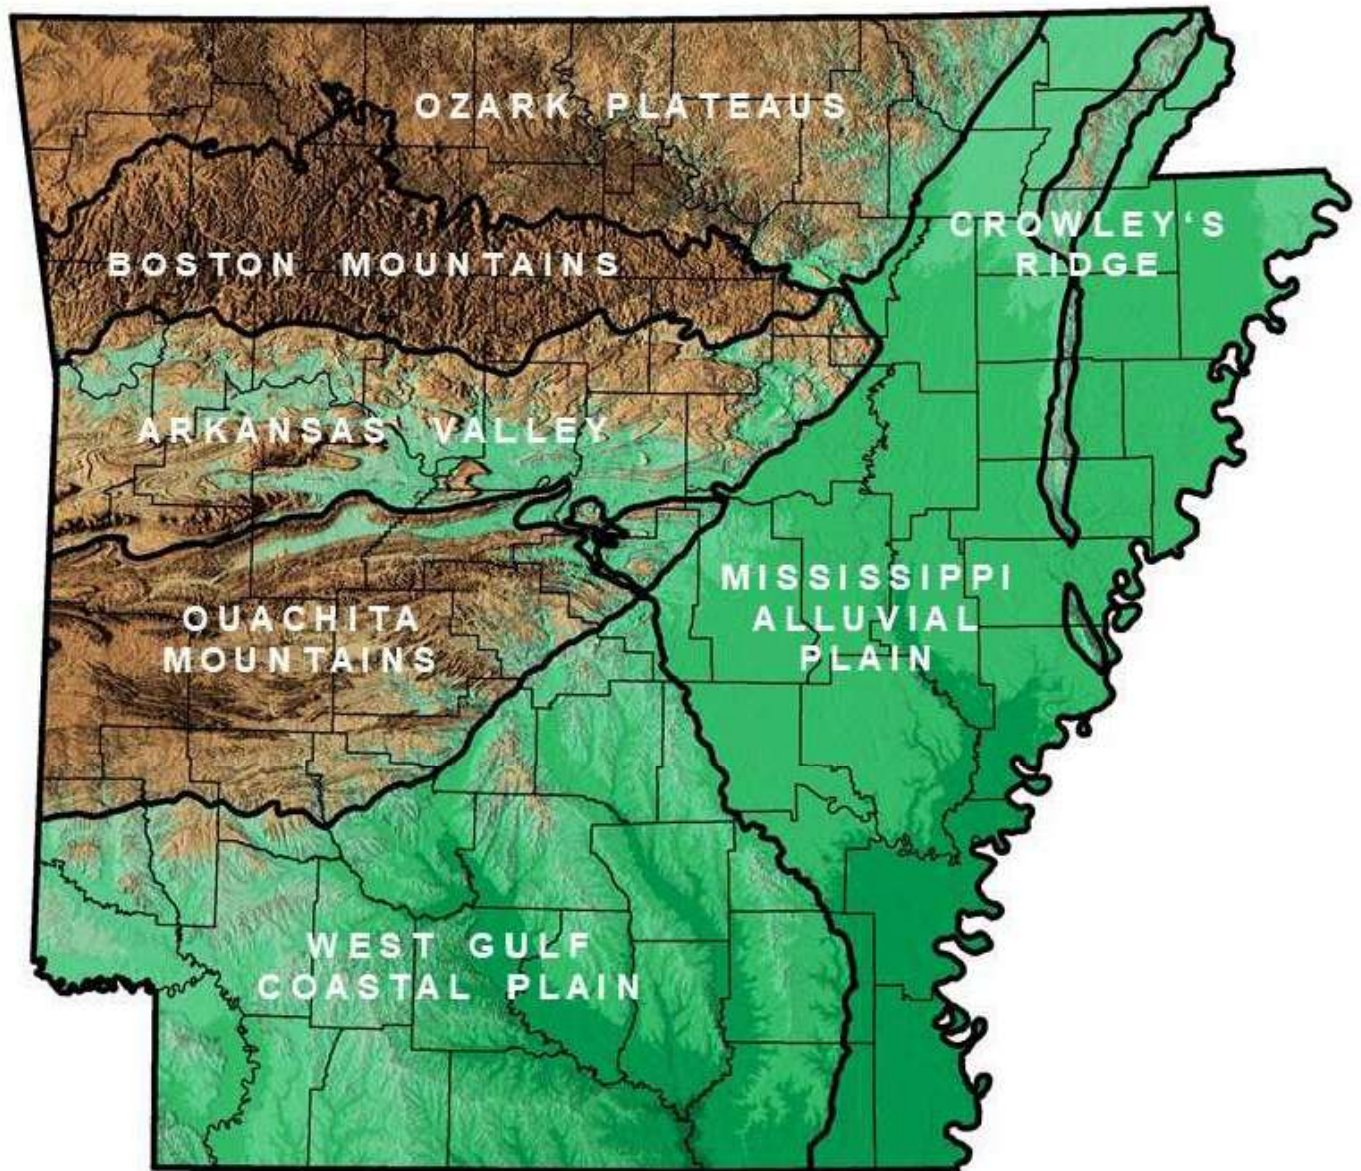 OZARK PLATEAUS
CROWLEY'S
RIDGE
BOSTON MOUNTAINS
ARKANSAS VALLEY
MISSISSIPPI
ALLUVIAL
PLAIN
OUACHITA
MOUNTAINS
WEST GULF
COASTAL PLAIN